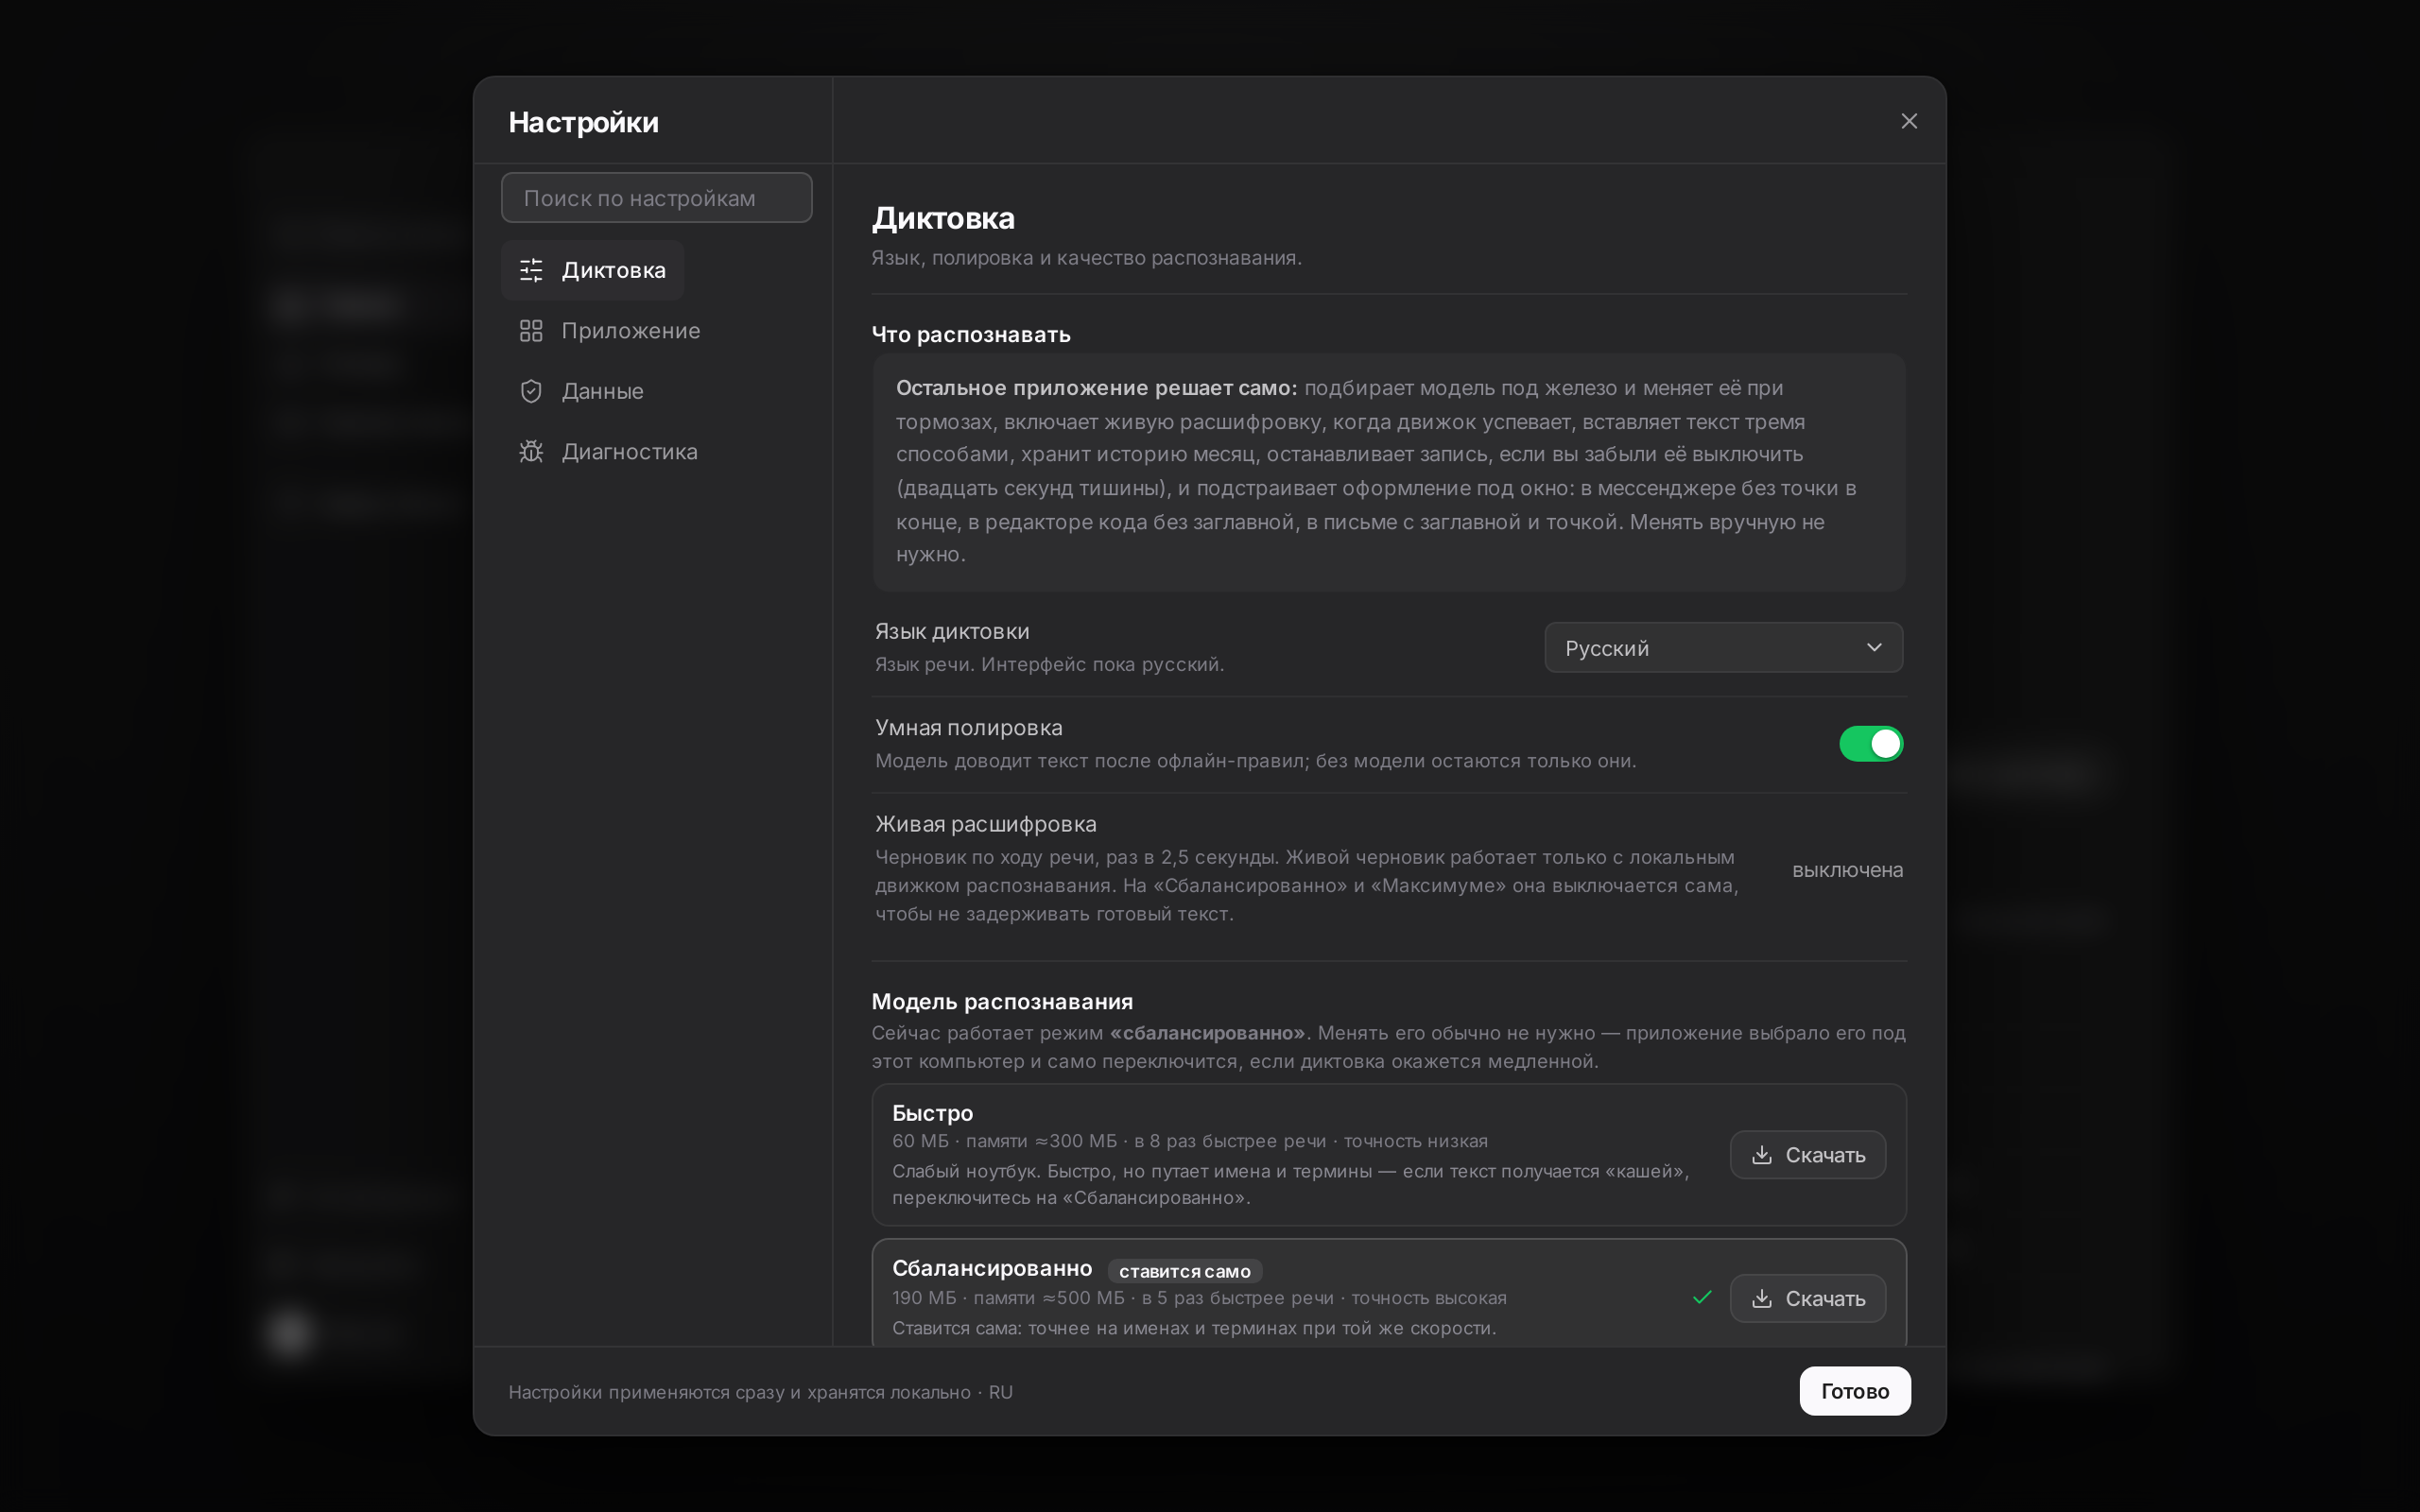 Настройки
Поиск по настройкам
Диктовка
Приложение
Данные
Диагностика
Диктовка
Язык, полировка и качество распознавания.
Что распознавать
Остальное приложение решает само: подбирает модель под железо и меняет её при
тормозах, включает живую расшифровку, когда движок успевает, вставляет текст тремя
способами, хранит историю месяц, останавливает запись, если вы забыли её выключить
(двадцать секунд тишины), и подстраивает оформление под окно: в мессенджере без точки в
конце, в редакторе кода без заглавной, в письме с заглавной и точкой. Менять вручную не
нужно.
Язык диктовки
Язык речи. Интерфейс пока русский.
Русский
Умная полировка
Модель доводит текст после офлайн-правил; без модели остаются только они.
Живая расшифровка
Черновик по ходу речи, раз в 2,5 секунды. Живой черновик работает только с локальным
движком распознавания. На «Сбалансированно» и «Максимуме» она выключается сама,
чтобы не задерживать готовый текст.
выключена
Модель распознавания
Сейчас работает режим «сбалансированно». Менять его обычно не нужно — приложение выбрало его под
этот компьютер и само переключится, если диктовка окажется медленной.
Быстро
60 МБ · памяти ≈300 МБ · в 8 раз быстрее речи · точность низкая
Слабый ноутбук. Быстро, но путает имена и термины — если текст получается «кашей»,
переключитесь на «Сбалансированно».
Скачать
Сбалансированно ставится само
190 МБ · памяти ≈500 МБ · в 5 раз быстрее речи · точность высокая
Ставится сама: точнее на именах и терминах при той же скорости.
Скачать
Настройки применяются сразу и хранятся локально · RU
Готово